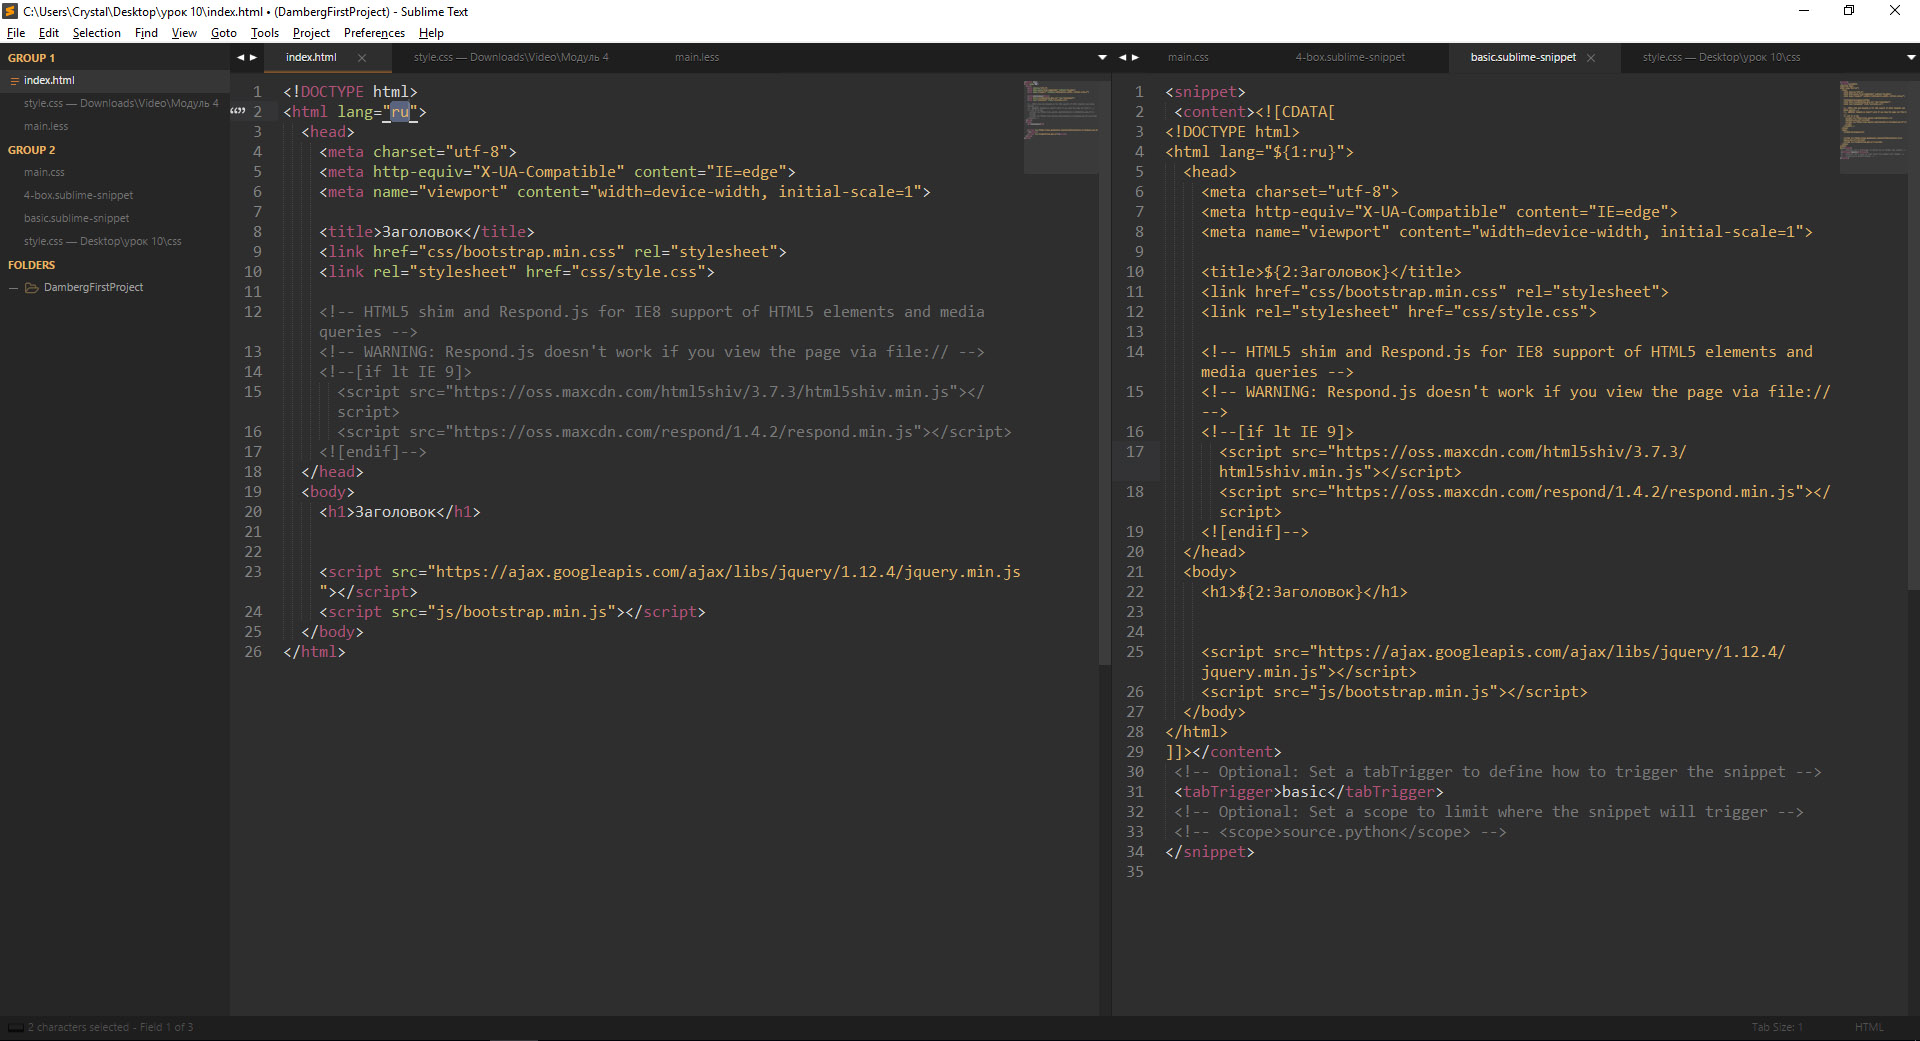 C:\Users\Crystal\Desktop\урок 10\index.html • (DambergFirstProject) - Sublime Text
File Edit Selection Find View Goto Tools Project Preferences Help
GROUP 1
index.html
style.css — Downloads\Video\Модуль 4
main.less
GROUP 2
main.css
4-box.sublime-snippet
basic.sublime-snippet
style.css — Desktop\урок 10\css
FOLDERS
DambergFirstProject
index.html style.css — Downloads\Video\Модуль 4 main.less
1 <!DOCTYPE html>
2 <html lang="ru">
3 <head>
4 <meta charset="utf-8">
5 <meta http-equiv="X-UA-Compatible" content="IE=edge">
6 <meta name="viewport" content="width=device-width, initial-scale=1">
7
8 <title>Заголовок</title>
9 <link href="css/bootstrap.min.css" rel="stylesheet">
10 <link rel="stylesheet" href="css/style.css">
11
12 <!-- HTML5 shim and Respond.js for IE8 support of HTML5 elements and media
queries -->
13 <!-- WARNING: Respond.js doesn't work if you view the page via file:// -->
14 <!--[if lt IE 9]>
15 <script src="https://oss.maxcdn.com/html5shiv/3.7.3/html5shiv.min.js"></
script>
16 <script src="https://oss.maxcdn.com/respond/1.4.2/respond.min.js"></script>
17 <![endif]-->
18 </head>
19 <body>
20 <h1>Заголовок</h1>
21
22
23 <script src="https://ajax.googleapis.com/ajax/libs/jquery/1.12.4/jquery.min.js
"></script>
24 <script src="js/bootstrap.min.js"></script>
25 </body>
26 </html>
main.css 4-box.sublime-snippet basic.sublime-snippet style.css — Desktop\урок 10\css
1 <snippet>
2 <content><![CDATA[
3 <!DOCTYPE html>
4 <html lang="${1:ru}">
5 <head>
6 <meta charset="utf-8">
7 <meta http-equiv="X-UA-Compatible" content="IE=edge">
8 <meta name="viewport" content="width=device-width, initial-scale=1">
9
10 <title>${2:Заголовок}</title>
11 <link href="css/bootstrap.min.css" rel="stylesheet">
12 <link rel="stylesheet" href="css/style.css">
13
14 <!-- HTML5 shim and Respond.js for IE8 support of HTML5 elements and
media queries -->
15 <!-- WARNING: Respond.js doesn't work if you view the page via file://
-->
16 <!--[if lt IE 9]>
17 <script src="https://oss.maxcdn.com/html5shiv/3.7.3/
html5shiv.min.js"></script>
18 <script src="https://oss.maxcdn.com/respond/1.4.2/respond.min.js"></
script>
19 <![endif]-->
20 </head>
21 <body>
22 <h1>${2:Заголовок}</h1>
23
24
25 <script src="https://ajax.googleapis.com/ajax/libs/jquery/1.12.4/
jquery.min.js"></script>
26 <script src="js/bootstrap.min.js"></script>
27 </body>
28 </html>
29 ]]></content>
30 <!-- Optional: Set a tabTrigger to define how to trigger the snippet -->
31 <tabTrigger>basic</tabTrigger>
32 <!-- Optional: Set a scope to limit where the snippet will trigger -->
33 <!-- <scope>source.python</scope> -->
34 </snippet>
35
2 characters selected - Field 1 of 3
Tab Size: 1 HTML